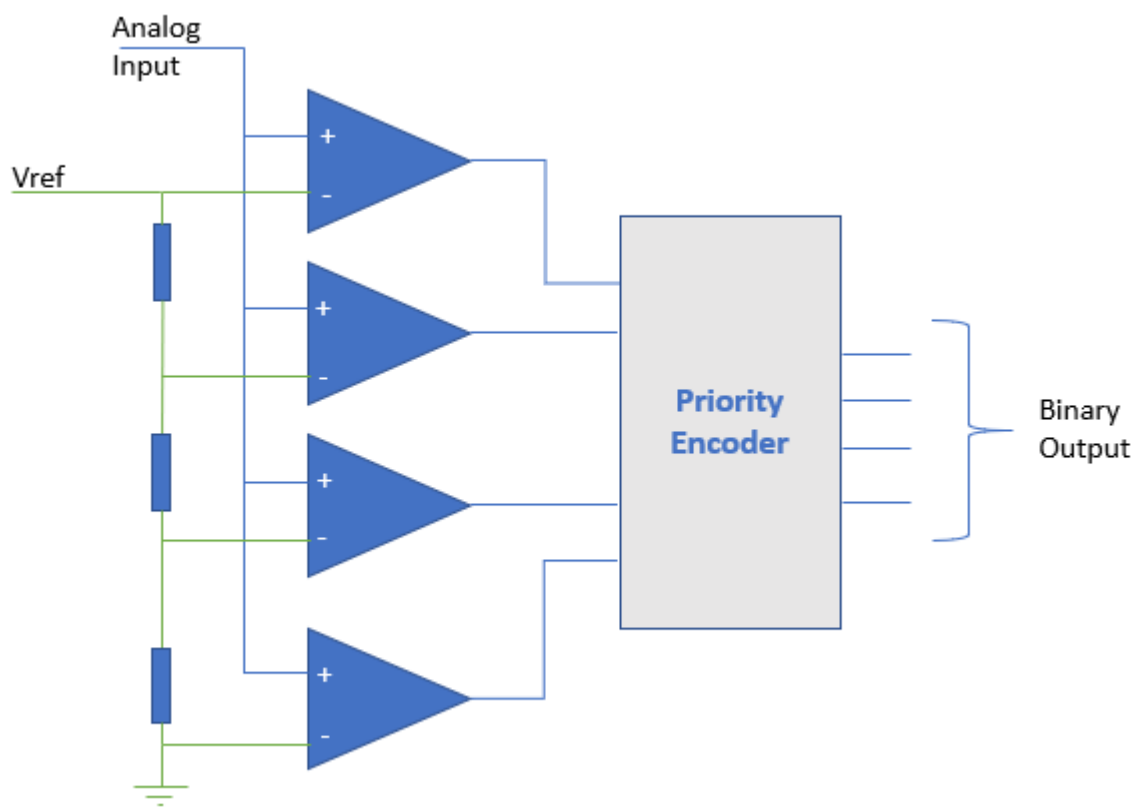 Analog
Input
+
Vref
-
+
-
Priority
Encoder
Binary
Output
+
-
+
-